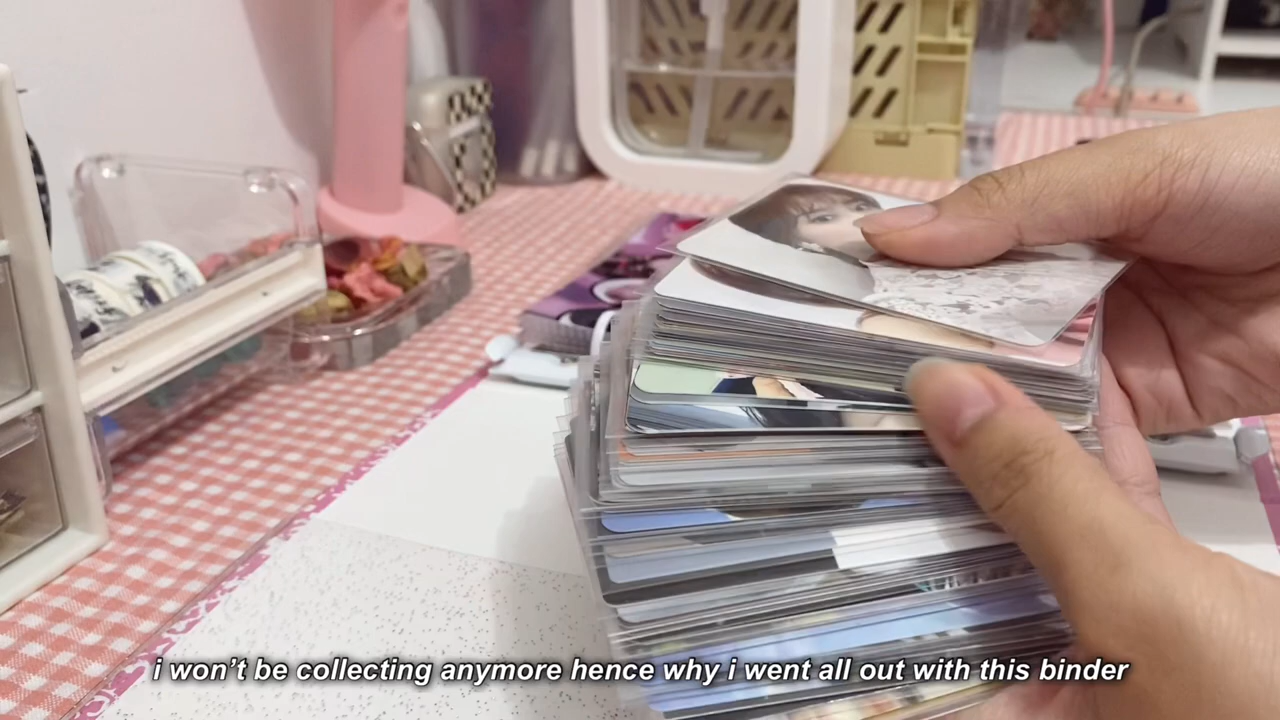 i won't be collecting anymore hence why i went all out with this binder